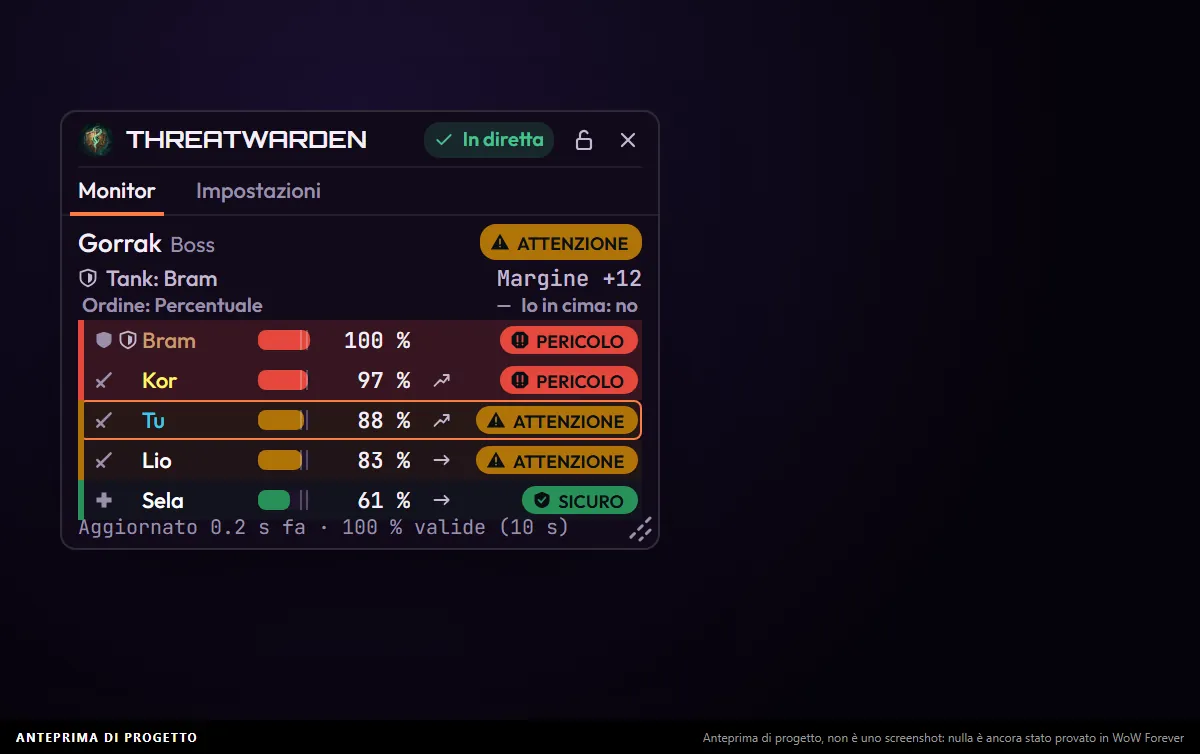 THREATWARDEN In diretta
Monitor Impostazioni
Gorrak Boss ATTENZIONE
Tank: Bram Margine +12
Ordine: Percentuale — Io in cima: no
Bram 100 % PERICOLO
Kor 97 % PERICOLO
Tu 88 % ATTENZIONE
Lio 83 % ATTENZIONE
Sela 61 % SICURO
Aggiornato 0.2 s fa · 100 % valide (10 s)
ANTEPRIMA DI PROGETTO Anteprima di progetto, non è uno screenshot: nulla è ancora stato provato in WoW Forever